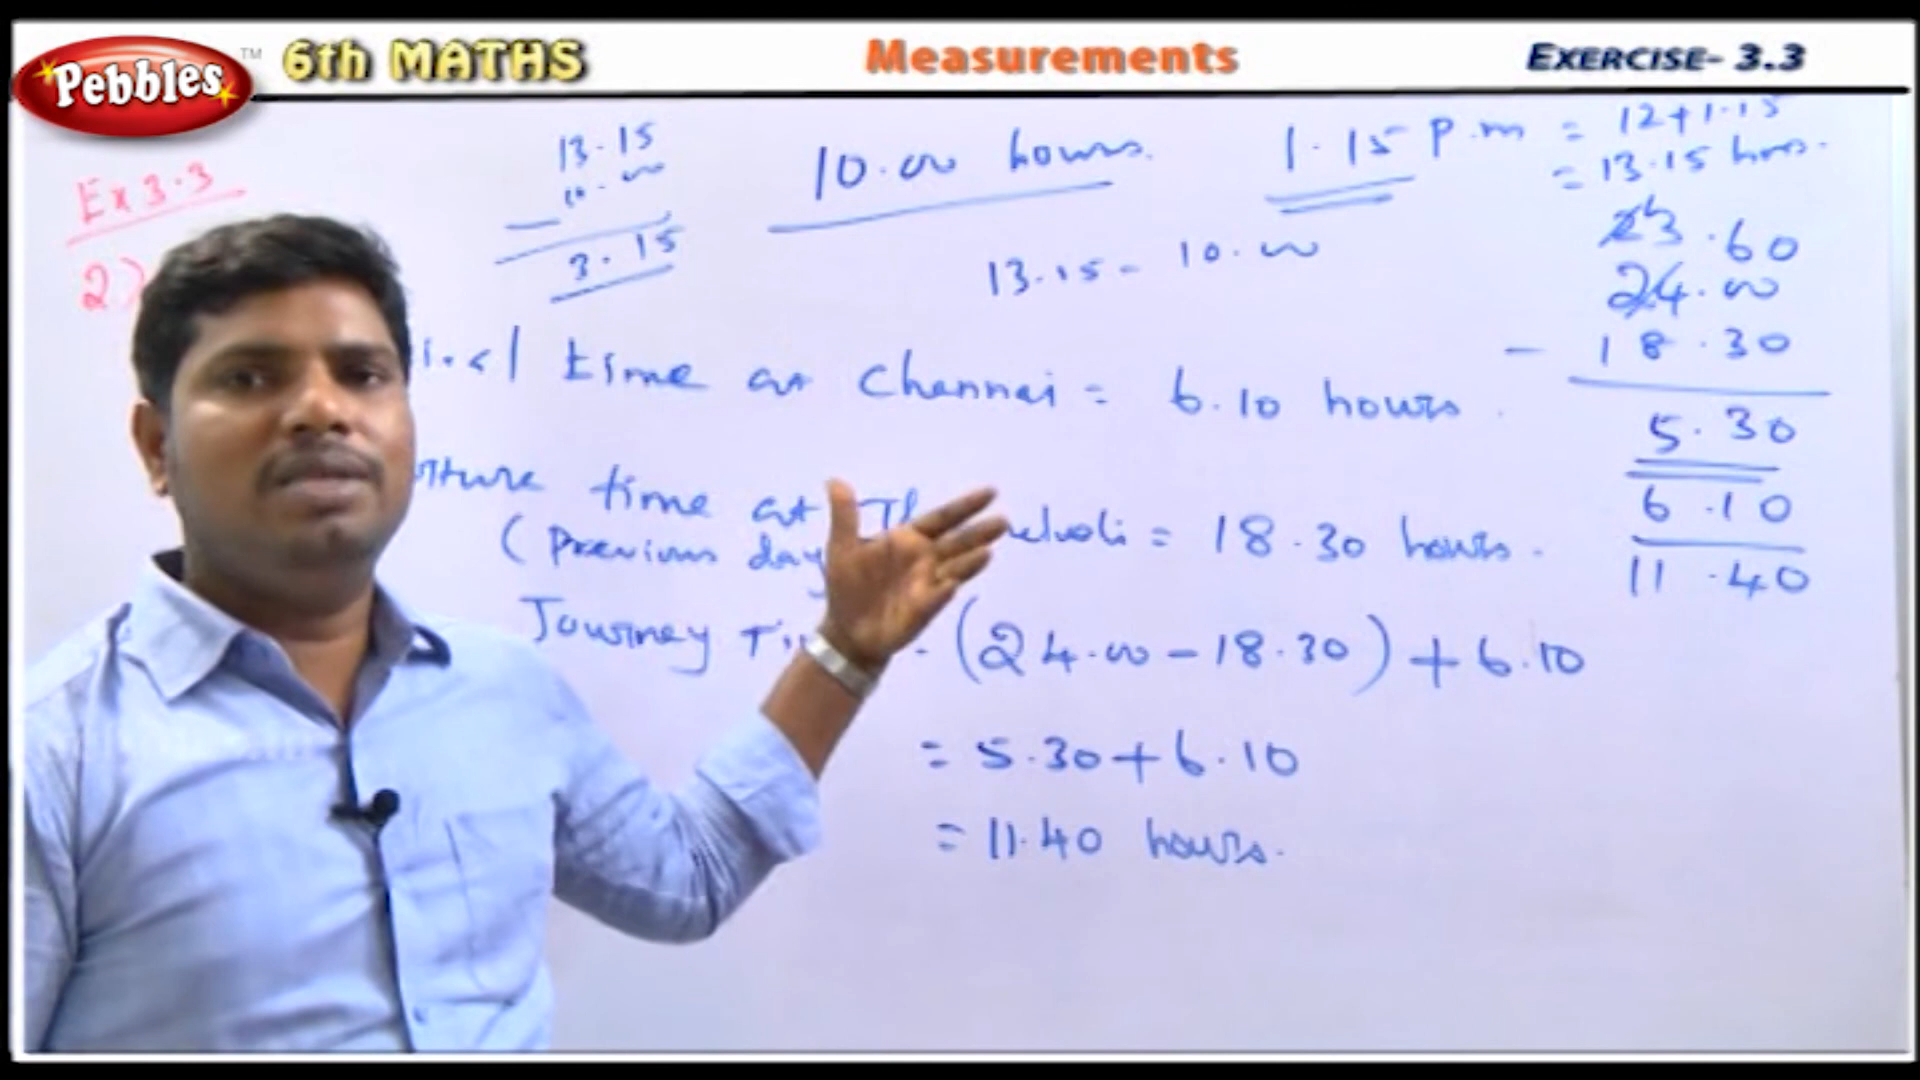 Pebbles™ 6th MATHS Measurements EXERCISE- 3.3
Ex 3.3
2)
13.15
10.00
3.15
10.00 hours.
1.15 p.m = 12+1.15
= 13.15 hrs.
13.15 - 10.00
23.60
24.00
- 18.30
5.30
6.10
11.40
time at Chennai = 6.10 hours.
time at = 18.30 hours.
(Previous day
Journey = (24.00 - 18.30) + 6.10
= 5.30 + 6.10
= 11.40 hours.